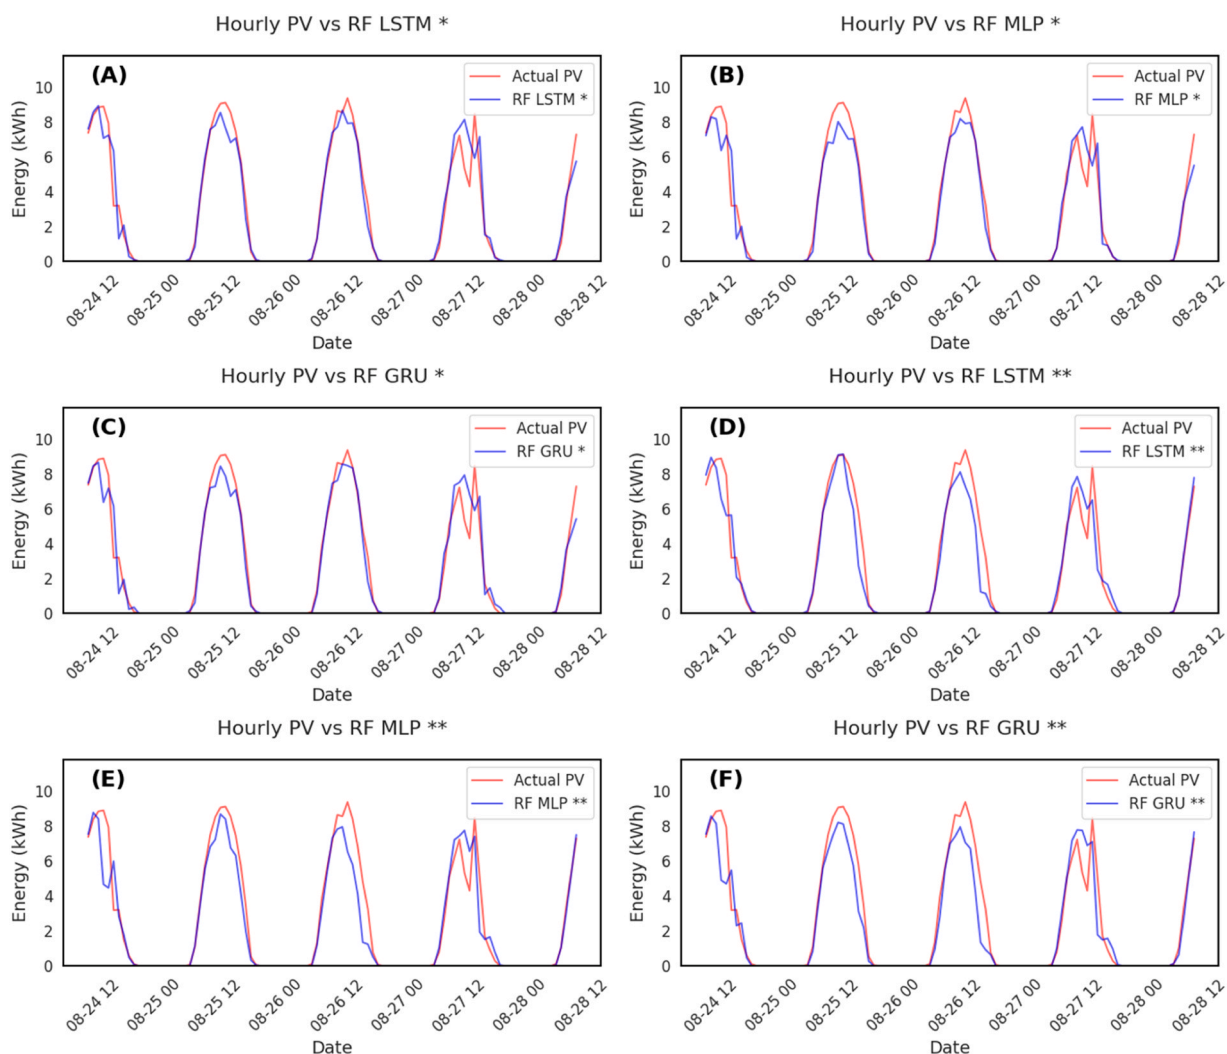 Hourly PV vs RF LSTM *
(A)
Actual PV
RF LSTM *
Energy (kWh)
10
8
6
4
2
0
08-24 12
08-25 00
08-25 12
08-26 00
08-26 12
08-27 00
08-27 12
08-28 00
08-28 12
Date
Hourly PV vs RF MLP *
(B)
Actual PV
RF MLP *
Energy (kWh)
10
8
6
4
2
0
08-24 12
08-25 00
08-25 12
08-26 00
08-26 12
08-27 00
08-27 12
08-28 00
08-28 12
Date
Hourly PV vs RF GRU *
(C)
Actual PV
RF GRU *
Energy (kWh)
10
8
6
4
2
0
08-24 12
08-25 00
08-25 12
08-26 00
08-26 12
08-27 00
08-27 12
08-28 00
08-28 12
Date
Hourly PV vs RF LSTM **
(D)
Actual PV
RF LSTM **
Energy (kWh)
10
8
6
4
2
0
08-24 12
08-25 00
08-25 12
08-26 00
08-26 12
08-27 00
08-27 12
08-28 00
08-28 12
Date
Hourly PV vs RF MLP **
(E)
Actual PV
RF MLP **
Energy (kWh)
10
8
6
4
2
0
08-24 12
08-25 00
08-25 12
08-26 00
08-26 12
08-27 00
08-27 12
08-28 00
08-28 12
Date
Hourly PV vs RF GRU **
(F)
Actual PV
RF GRU **
Energy (kWh)
10
8
6
4
2
0
08-24 12
08-25 00
08-25 12
08-26 00
08-26 12
08-27 00
08-27 12
08-28 00
08-28 12
Date